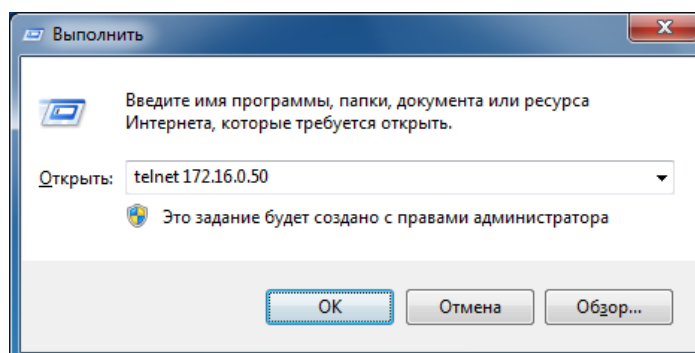 Выполнить
Введите имя программы, папки, документа или ресурса
Интернета, которые требуется открыть.
Открыть: telnet 172.16.0.50
Это задание будет создано с правами администратора
ОК Отмена Обзор...